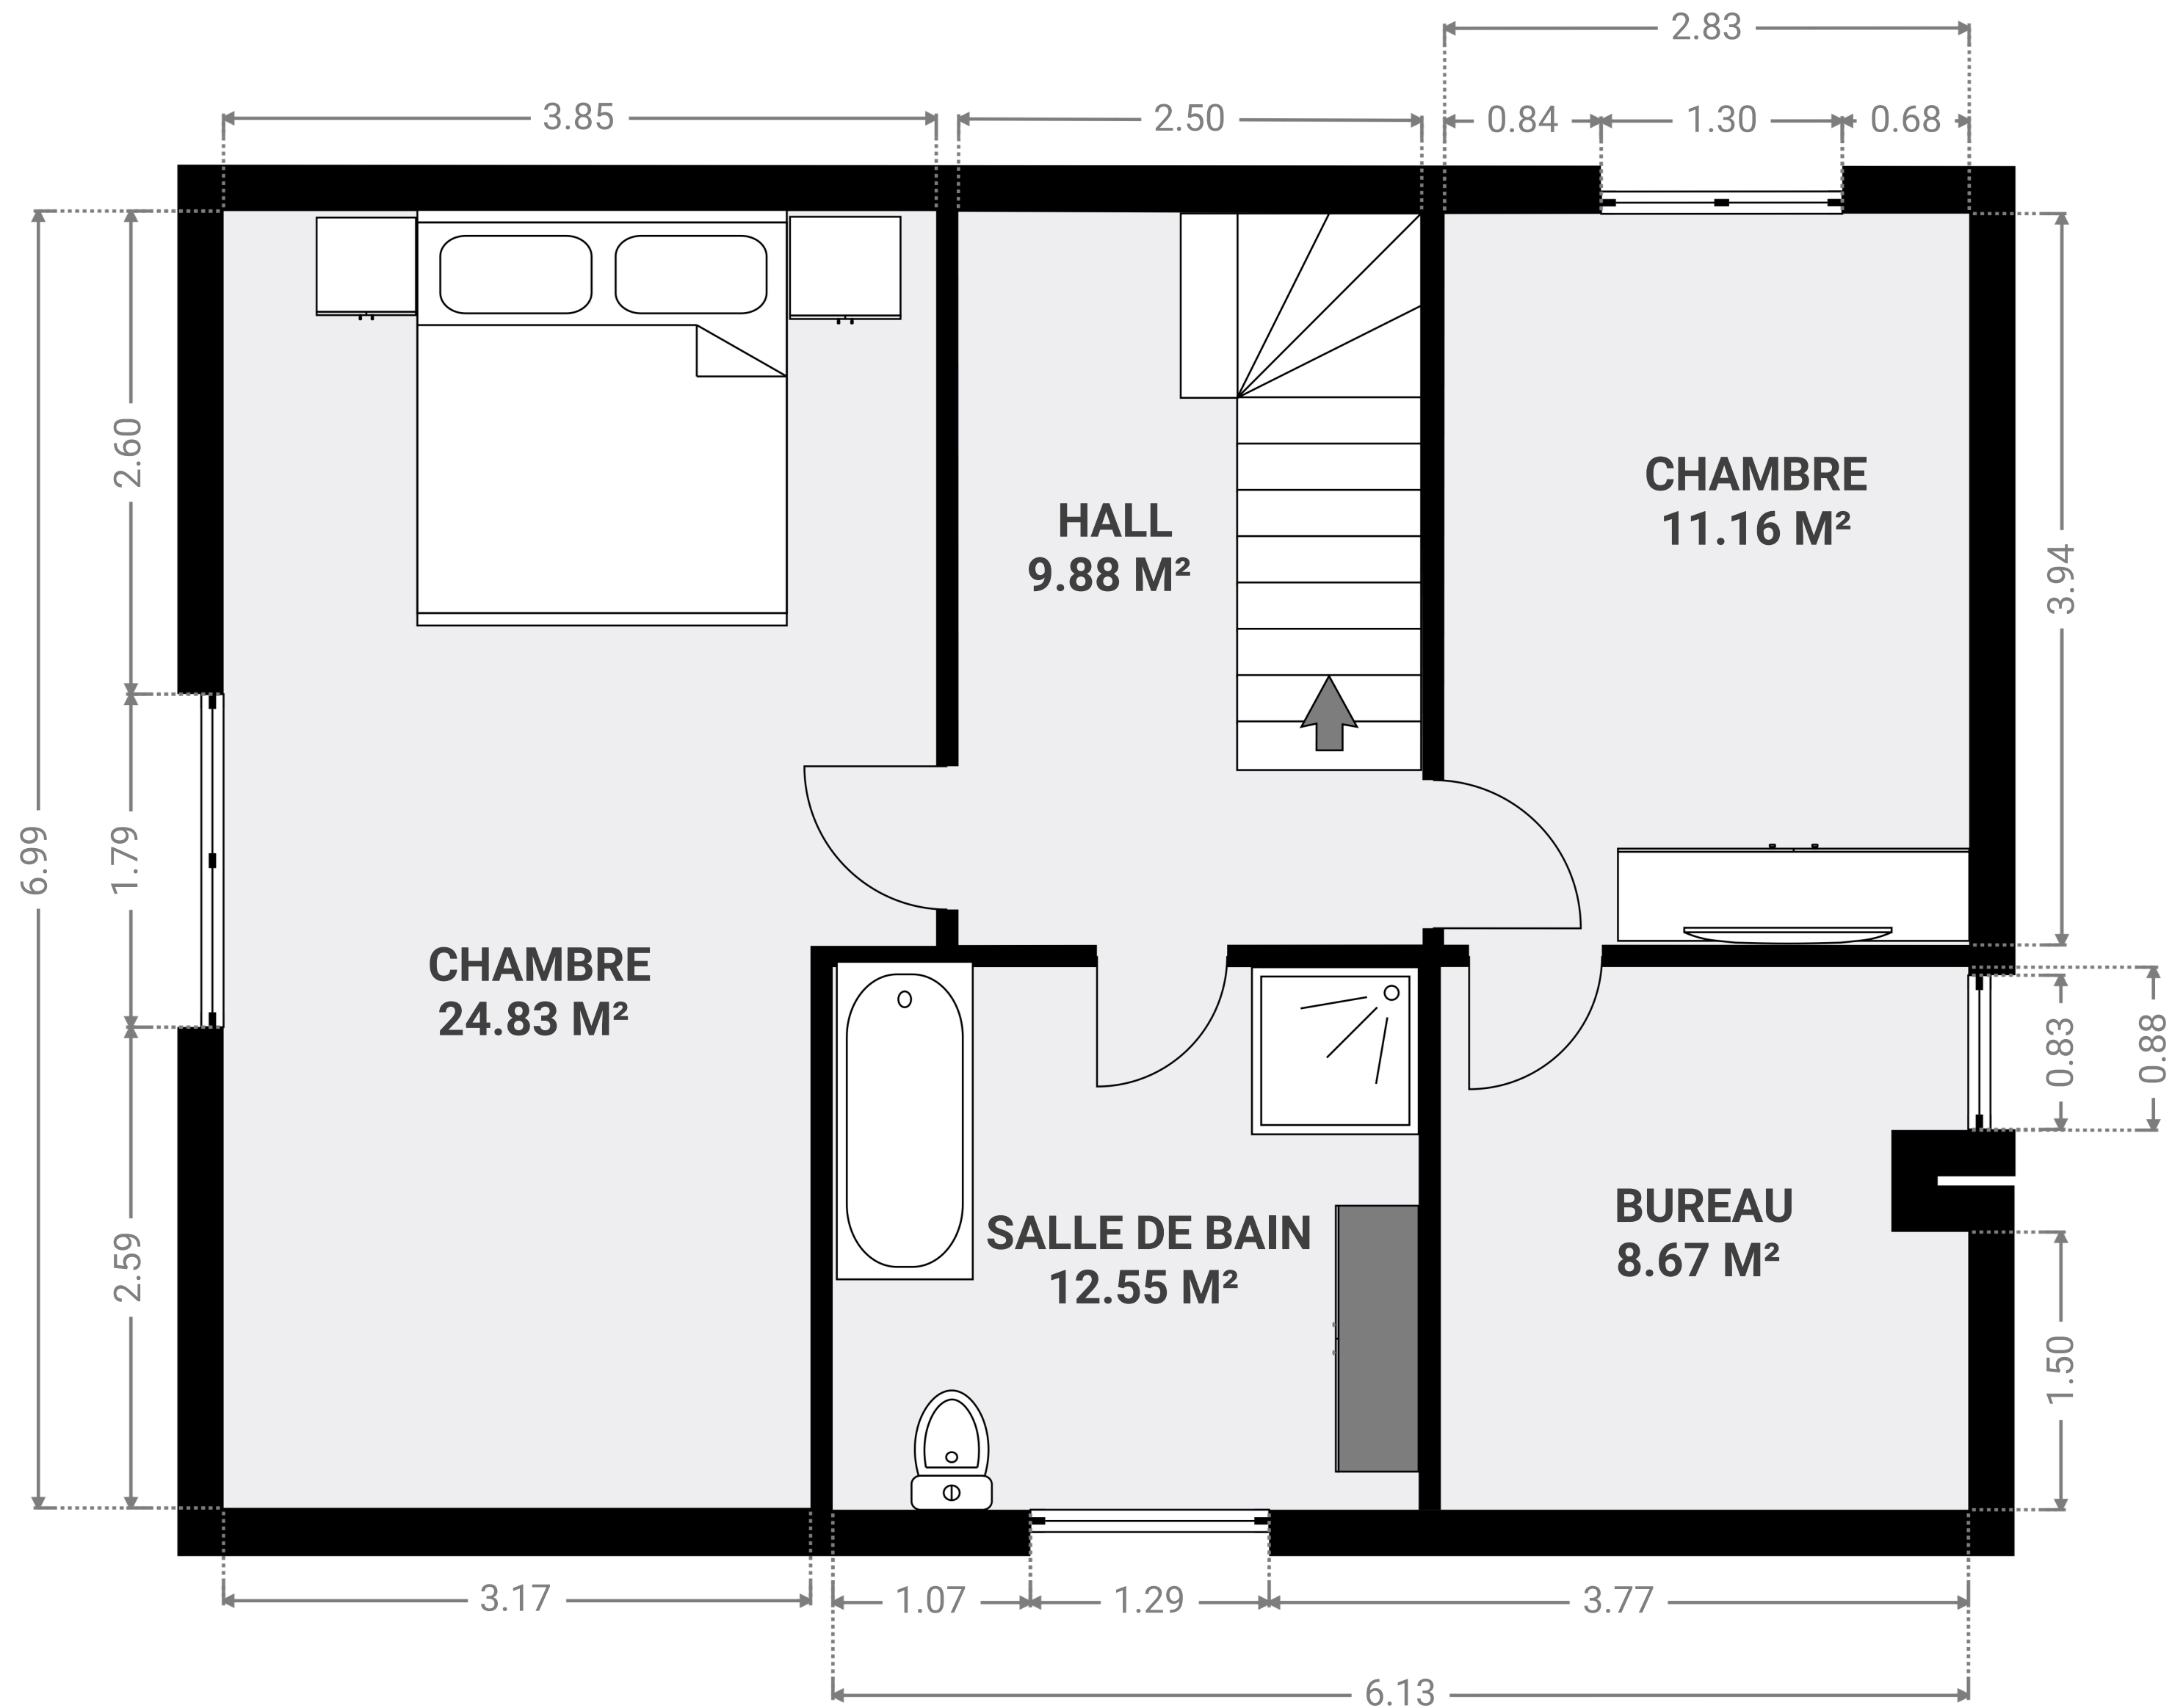 2.83
3.85
2.50
0.84
1.30
0.68
2.60
CHAMBRE
11.16 M²
HALL
9.88 M²
3.94
6.99
1.79
CHAMBRE
24.83 M²
0.83
0.88
BUREAU
8.67 M²
SALLE DE BAIN
12.55 M²
2.59
1.50
3.17
1.07
1.29
3.77
6.13